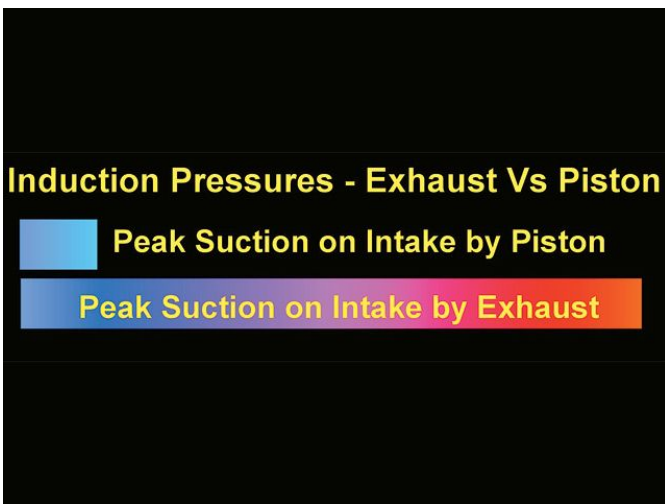 Induction Pressures - Exhaust Vs Piston
Peak Suction on Intake by Piston
Peak Suction on Intake by Exhaust